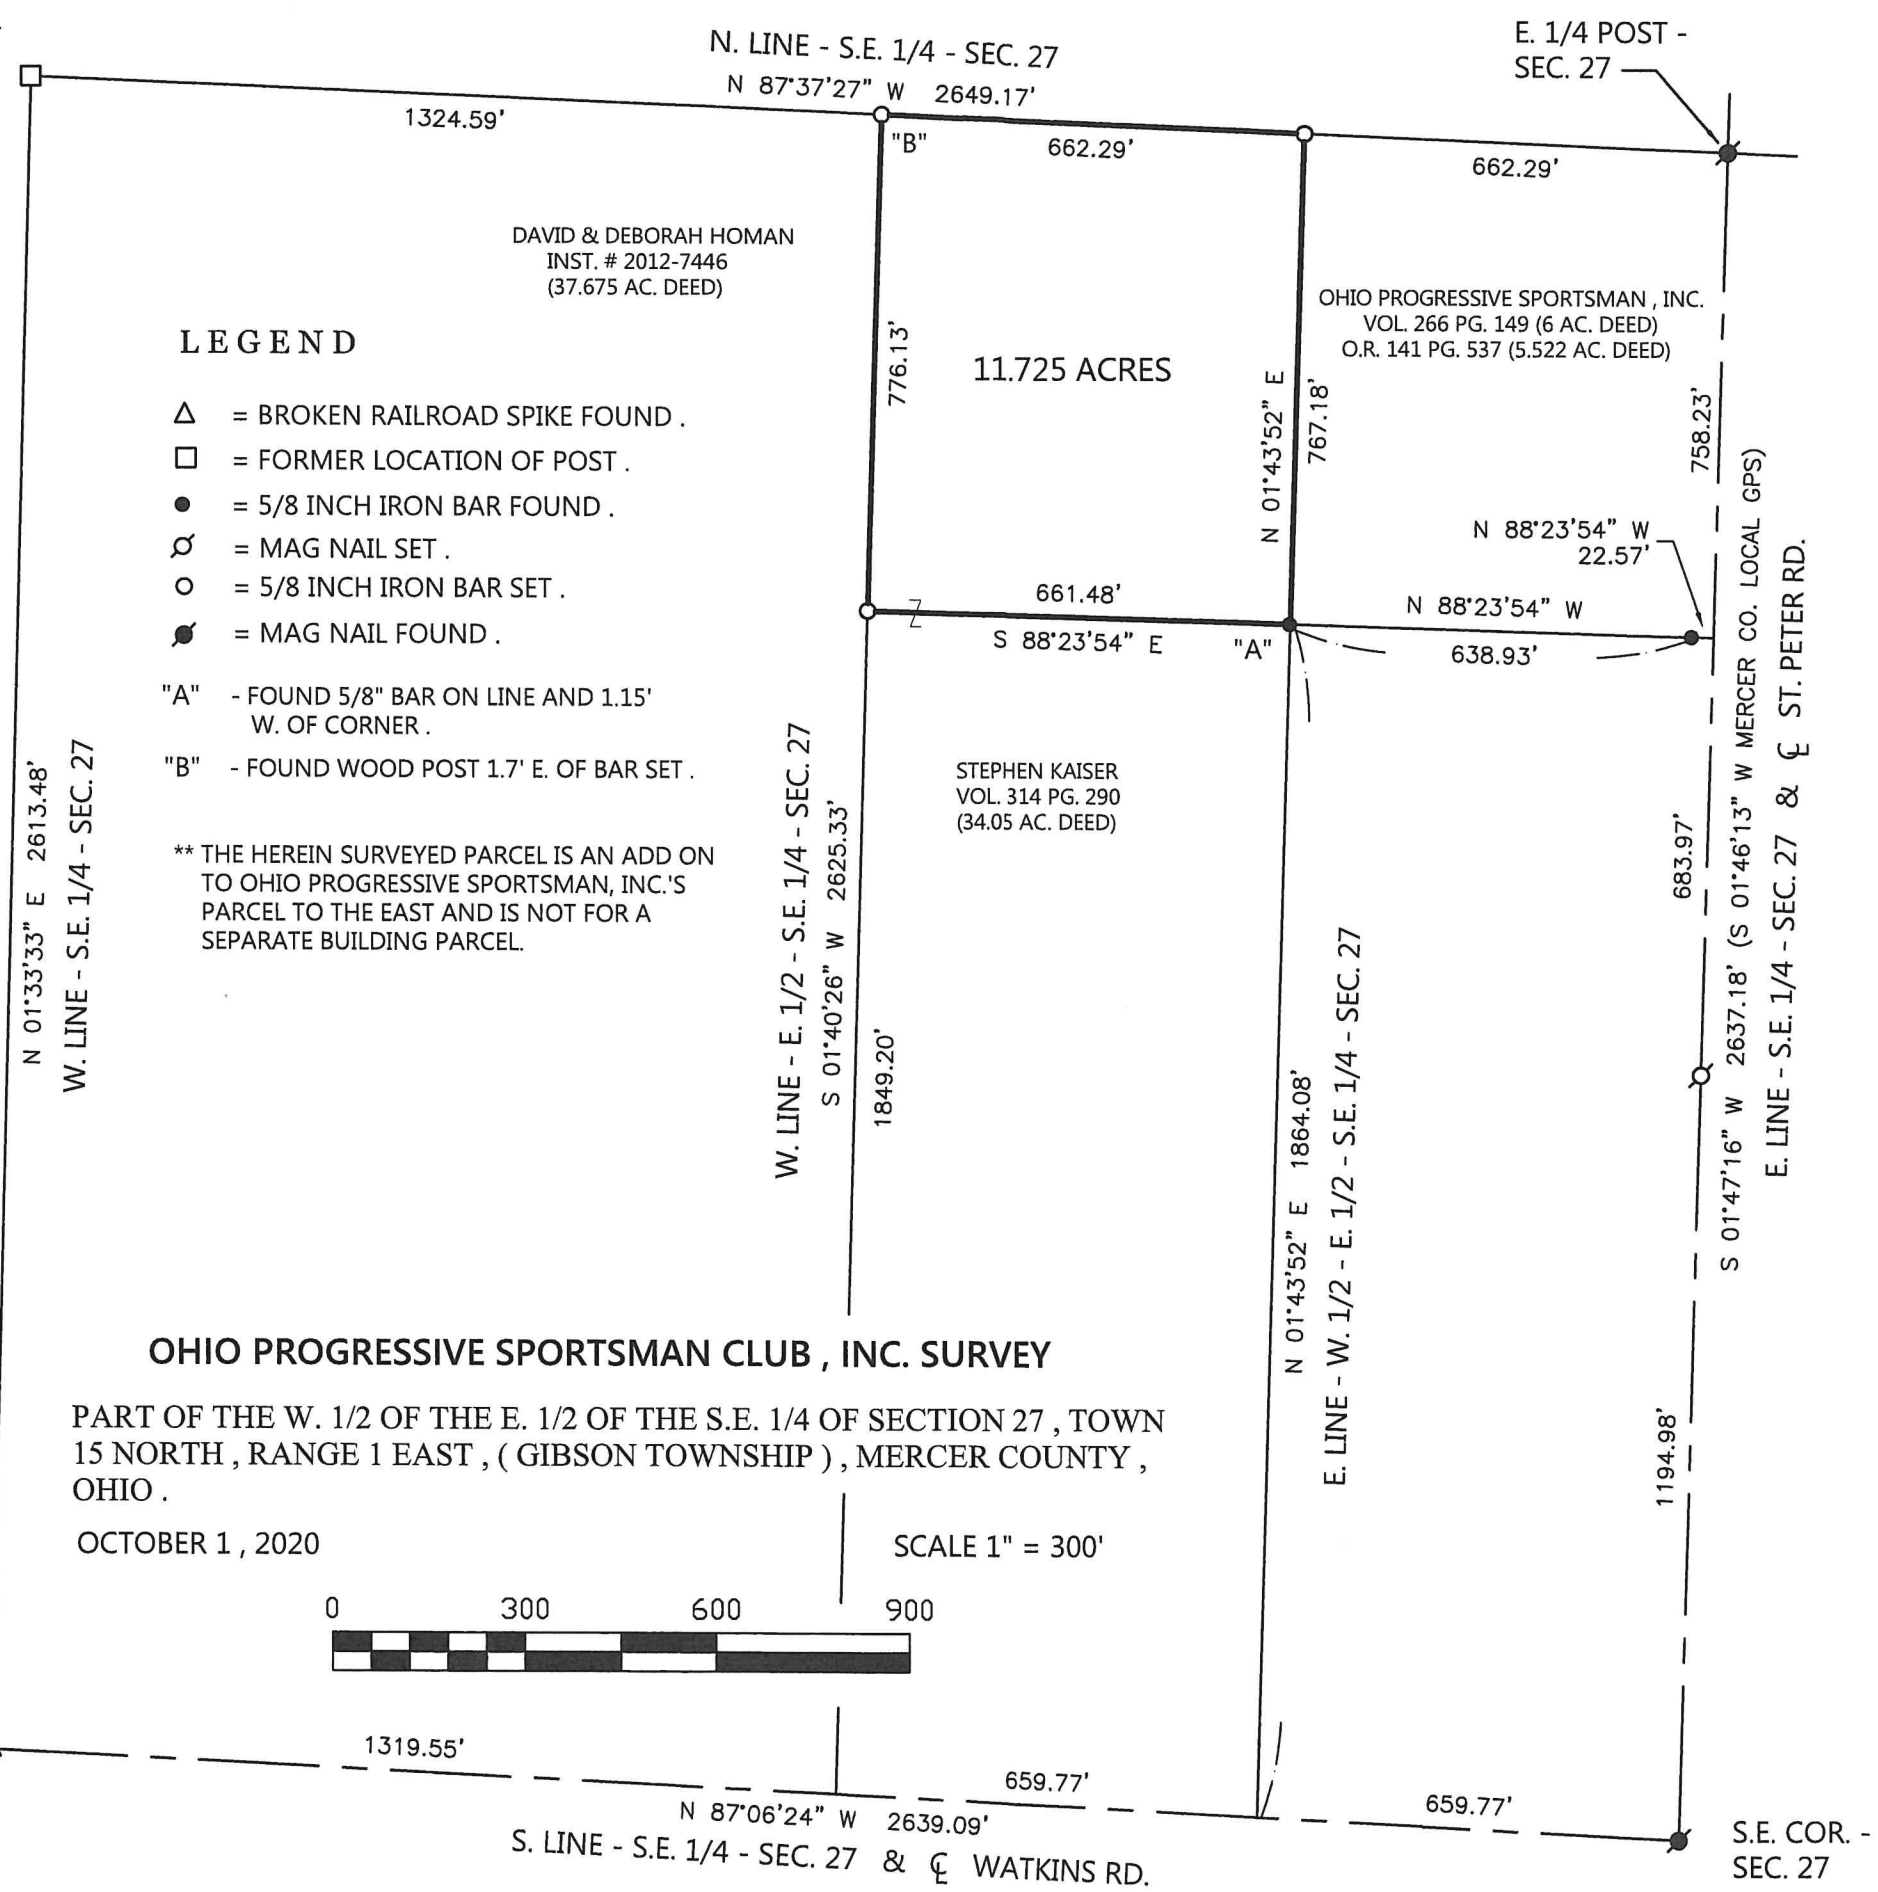 E. 1/4 POST -
SEC. 27
N. LINE - S.E. 1/4 - SEC. 27
N 87°37'27" W 2649.17'
1324.59'
"B"
662.29'
662.29'
DAVID & DEBORAH HOMAN
INST. # 2012-7446
(37.675 AC. DEED)
OHIO PROGRESSIVE SPORTSMAN , INC.
VOL. 266 PG. 149 (6 AC. DEED)
O.R. 141 PG. 537 (5.522 AC. DEED)
776.13'
11.725 ACRES
N 01°43'52" E
767.18'
758.23'
LEGEND
= BROKEN RAILROAD SPIKE FOUND .
= FORMER LOCATION OF POST .
= 5/8 INCH IRON BAR FOUND .
= MAG NAIL SET .
= 5/8 INCH IRON BAR SET .
= MAG NAIL FOUND .
"A" - FOUND 5/8" BAR ON LINE AND 1.15'
W. OF CORNER .
"B" - FOUND WOOD POST 1.7' E. OF BAR SET .
** THE HEREIN SURVEYED PARCEL IS AN ADD ON
TO OHIO PROGRESSIVE SPORTSMAN, INC.'S
PARCEL TO THE EAST AND IS NOT FOR A
SEPARATE BUILDING PARCEL.
N 88°23'54" W
22.57'
661.48'
S 88°23'54" E
"A"
N 88°23'54" W
638.93'
STEPHEN KAISER
VOL. 314 PG. 290
(34.05 AC. DEED)
N 01°33'33" E 2613.48'
W. LINE - S.E. 1/4 - SEC. 27
W. LINE - E. 1/2 - S.E. 1/4 - SEC. 27
S 01°40'26" W 2625.33'
1849.20'
N 01°43'52" E 1864.08'
E. LINE - W. 1/2 - E. 1/2 - S.E. 1/4 - SEC. 27
683.97'
1194.98'
S 01°47'16" W 2637.18' (S 01°46'13" W MERCER CO. LOCAL GPS)
E. LINE - S.E. 1/4 - SEC. 27 & ℄ ST. PETER RD.
OHIO PROGRESSIVE SPORTSMAN CLUB , INC. SURVEY
PART OF THE W. 1/2 OF THE E. 1/2 OF THE S.E. 1/4 OF SECTION 27 , TOWN
15 NORTH , RANGE 1 EAST , ( GIBSON TOWNSHIP ) , MERCER COUNTY ,
OHIO .
OCTOBER 1 , 2020
SCALE 1" = 300'
0 300 600 900
1319.55'
659.77'
659.77'
N 87°06'24" W 2639.09'
S. LINE - S.E. 1/4 - SEC. 27 & ℄ WATKINS RD.
S.E. COR. -
SEC. 27